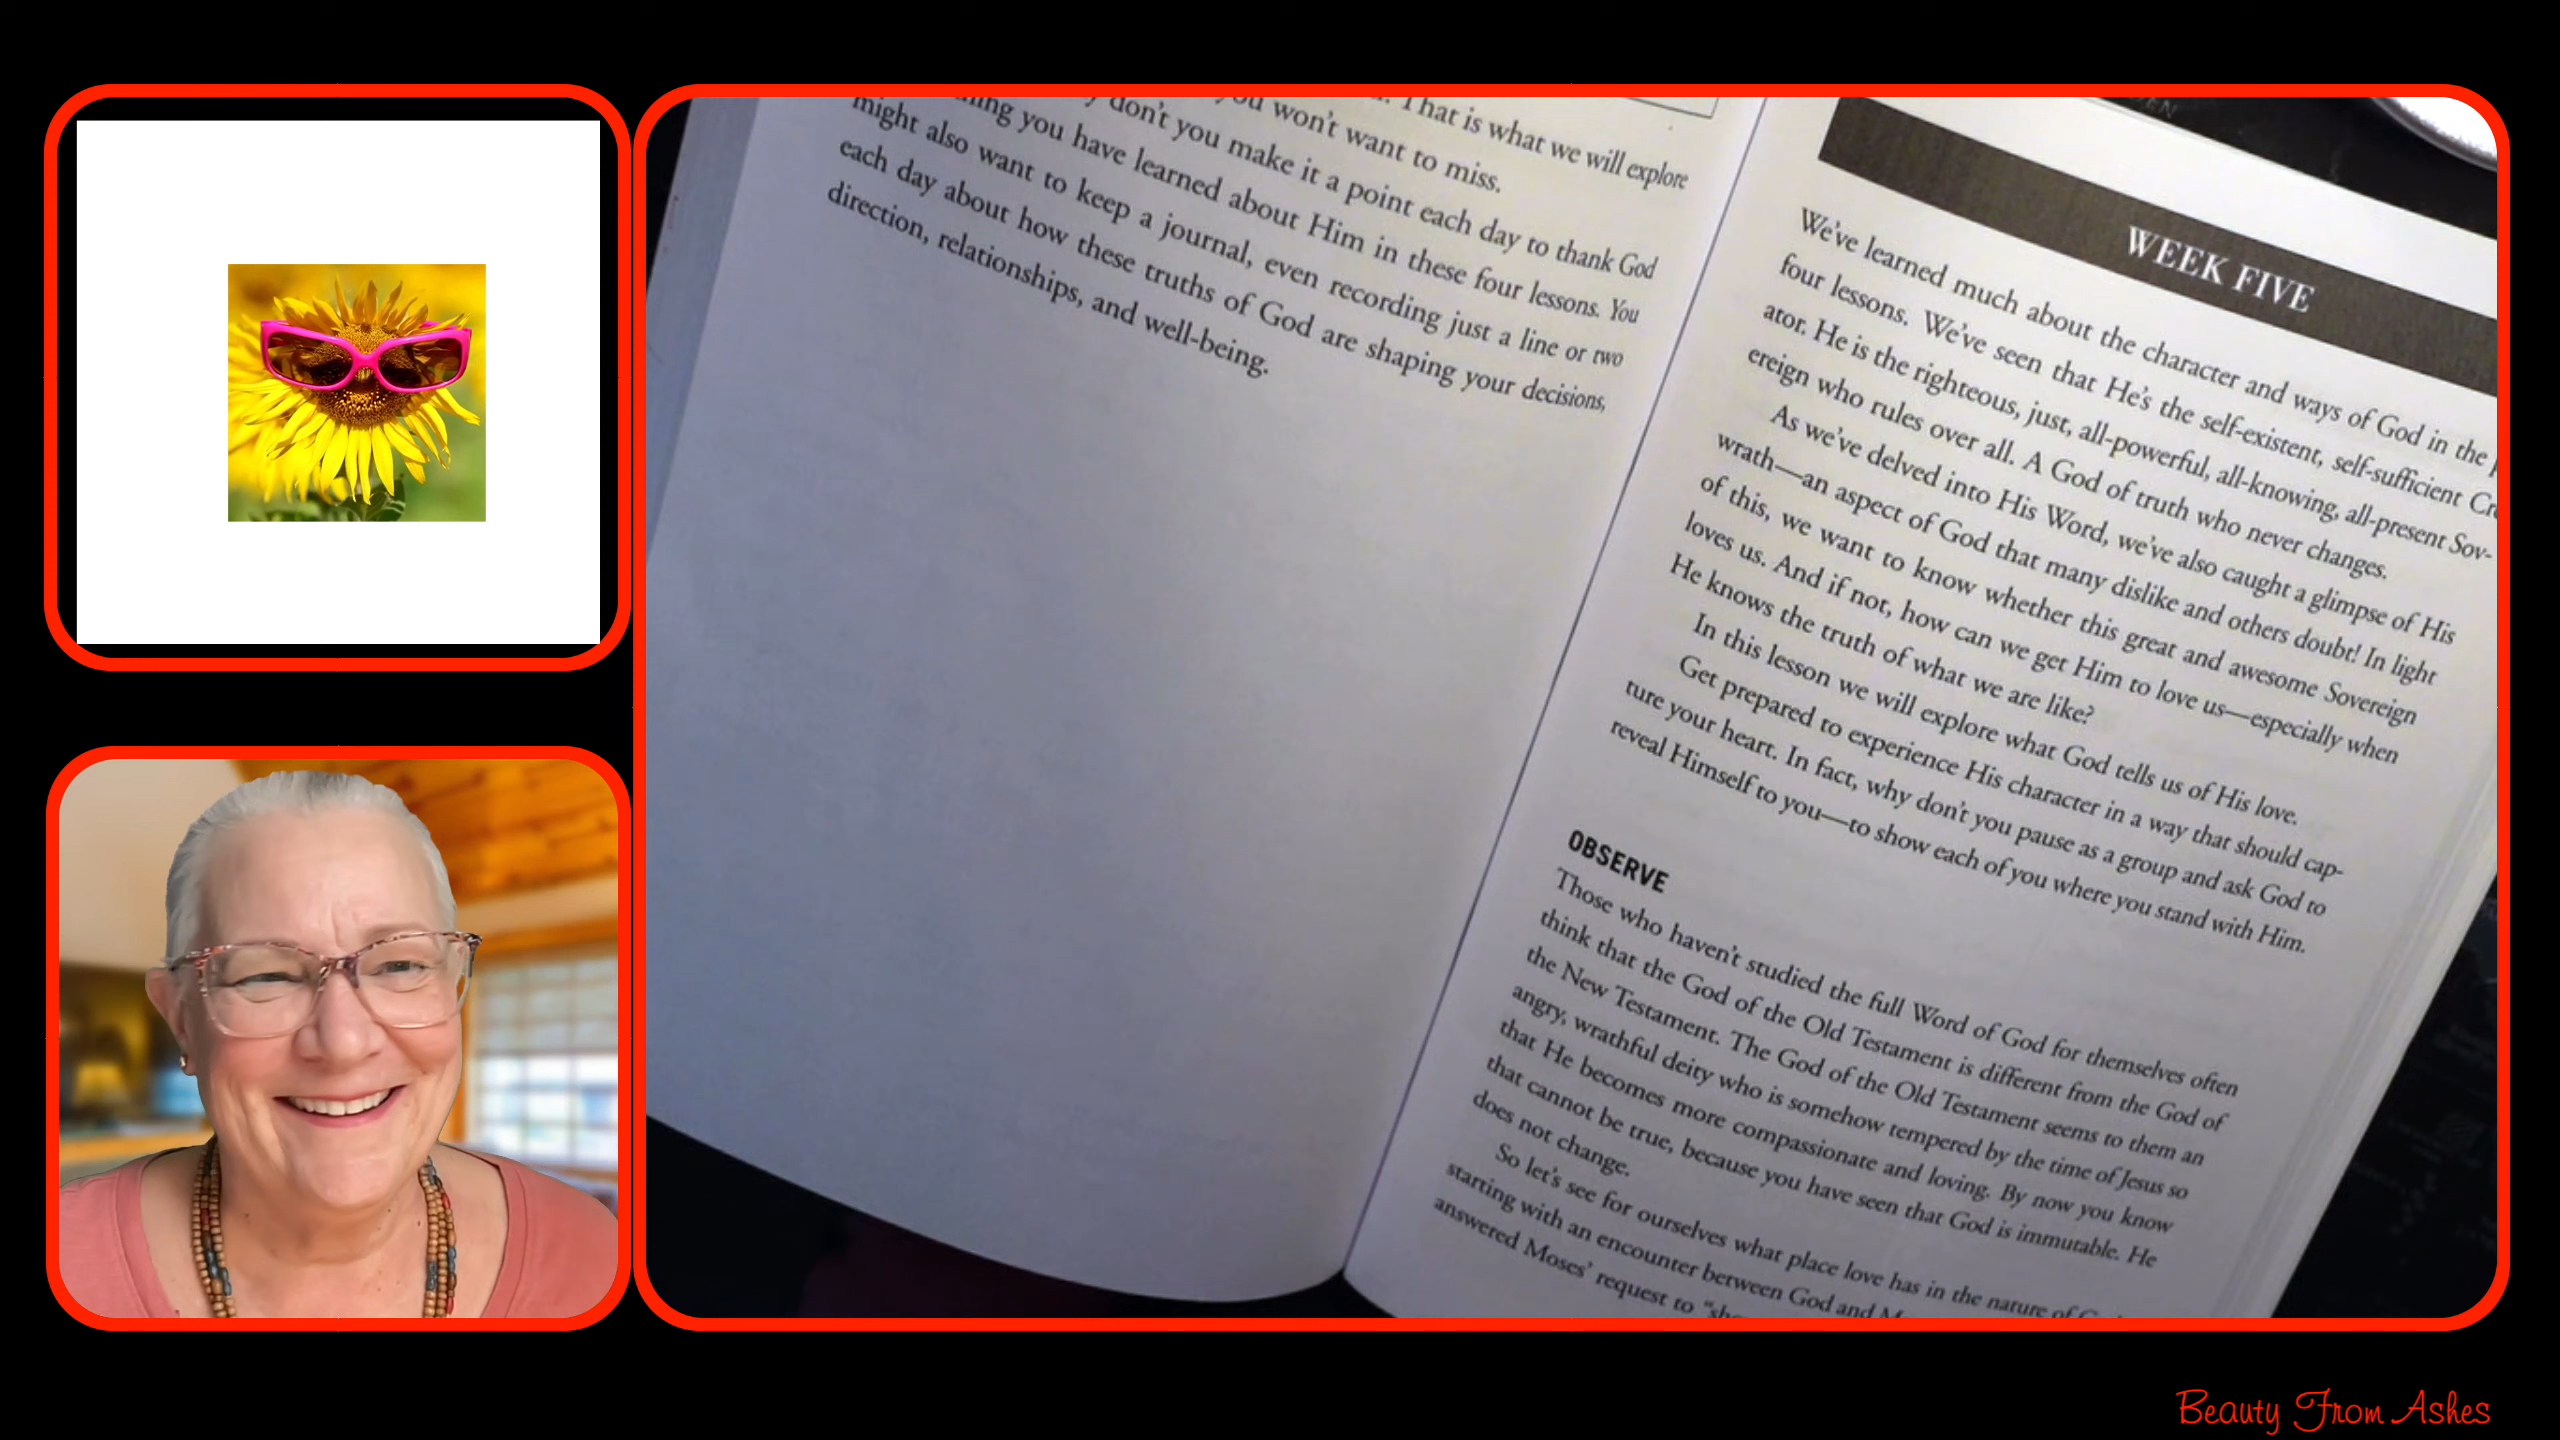 That is what we will explore
you won't want to miss.
don't you make it a point each day to thank God
you have learned about Him in these four lessons. You
might also want to keep a journal, even recording just a line or two
each day about how these truths of God are shaping your decisions,
direction, relationships, and well-being.
WEEK FIVE
We've learned much about the character and ways of God in the
four lessons. We've seen that He's the self-existent, self-sufficient Cre
ator. He is the righteous, just, all-powerful, all-knowing, all-present Sov-
ereign who rules over all. A God of truth who never changes.
As we've delved into His Word, we've also caught a glimpse of His
wrath—an aspect of God that many dislike and others doubt! In light
of this, we want to know whether this great and awesome Sovereign
loves us. And if not, how can we get Him to love us—especially when
He knows the truth of what we are like?
In this lesson we will explore what God tells us of His love.
Get prepared to experience His character in a way that should cap-
ture your heart. In fact, why don't you pause as a group and ask God to
reveal Himself to you—to show each of you where you stand with Him.
OBSERVE
Those who haven't studied the full Word of God for themselves often
think that the God of the Old Testament is different from the God of
the New Testament. The God of the Old Testament seems to them an
angry, wrathful deity who is somehow tempered by the time of Jesus so
that He becomes more compassionate and loving. By now you know
that cannot be true, because you have seen that God is immutable. He
does not change.
So let's see for ourselves what place love has in the nature of
starting with an encounter between God and
answered Moses' request to
Beauty From Ashes